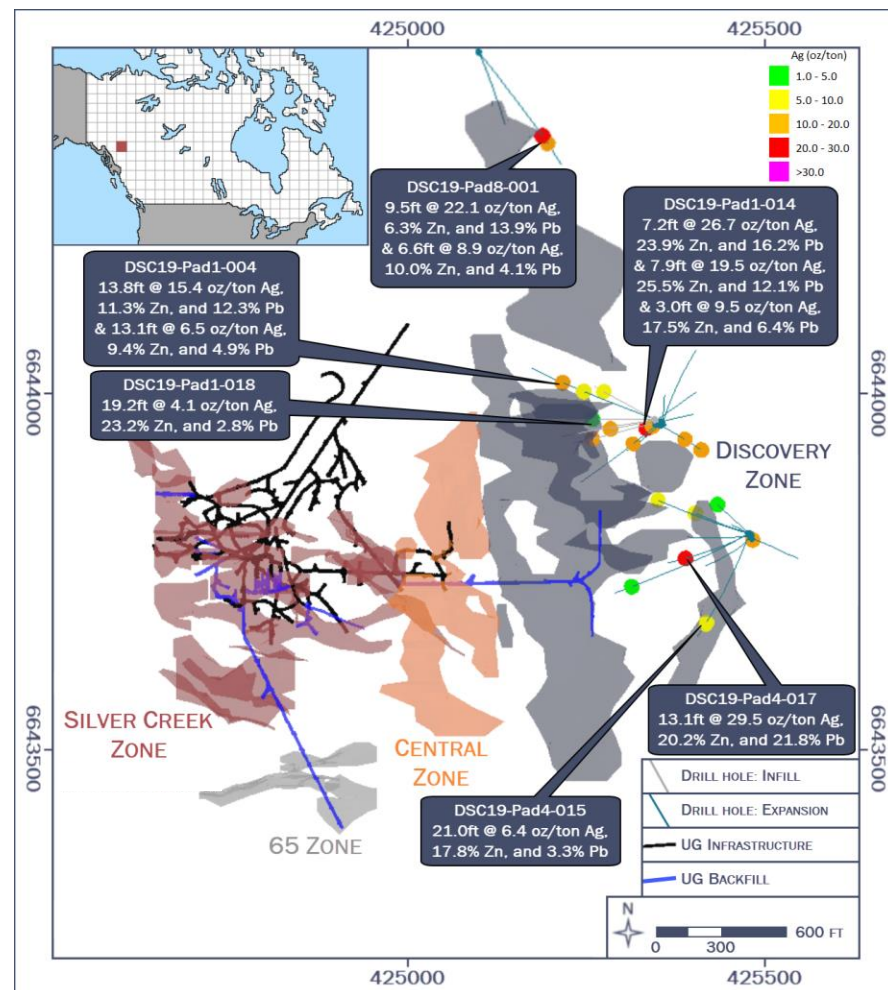 425000
425500
Ag (oz/ton)
1.0 - 5.0
5.0 - 10.0
10.0 - 20.0
20.0 - 30.0
>30.0
DSC19-Pad8-001
9.5ft @ 22.1 oz/ton Ag,
6.3% Zn, and 13.9% Pb
& 6.6ft @ 8.9 oz/ton Ag,
10.0% Zn, and 4.1% Pb
DSC19-Pad1-014
7.2ft @ 26.7 oz/ton Ag,
23.9% Zn, and 16.2% Pb
& 7.9ft @ 19.5 oz/ton Ag,
25.5% Zn, and 12.1% Pb
& 3.0ft @ 9.5 oz/ton Ag,
17.5% Zn, and 6.4% Pb
DSC19-Pad1-004
13.8ft @ 15.4 oz/ton Ag,
11.3% Zn, and 12.3% Pb
& 13.1ft @ 6.5 oz/ton Ag,
9.4% Zn, and 4.9% Pb
DSC19-Pad1-018
19.2ft @ 4.1 oz/ton Ag,
23.2% Zn, and 2.8% Pb
6644000
6644000
DISCOVERY
ZONE
SILVER CREEK
ZONE
CENTRAL
ZONE
65 ZONE
DSC19-Pad4-017
13.1ft @ 29.5 oz/ton Ag,
20.2% Zn, and 21.8% Pb
6643500
6643500
DSC19-Pad4-015
21.0ft @ 6.4 oz/ton Ag,
17.8% Zn, and 3.3% Pb
DRILL HOLE: INFILL
DRILL HOLE: EXPANSION
UG INFRASTRUCTURE
UG BACKFILL
N
600 FT
0 300
425000
425500